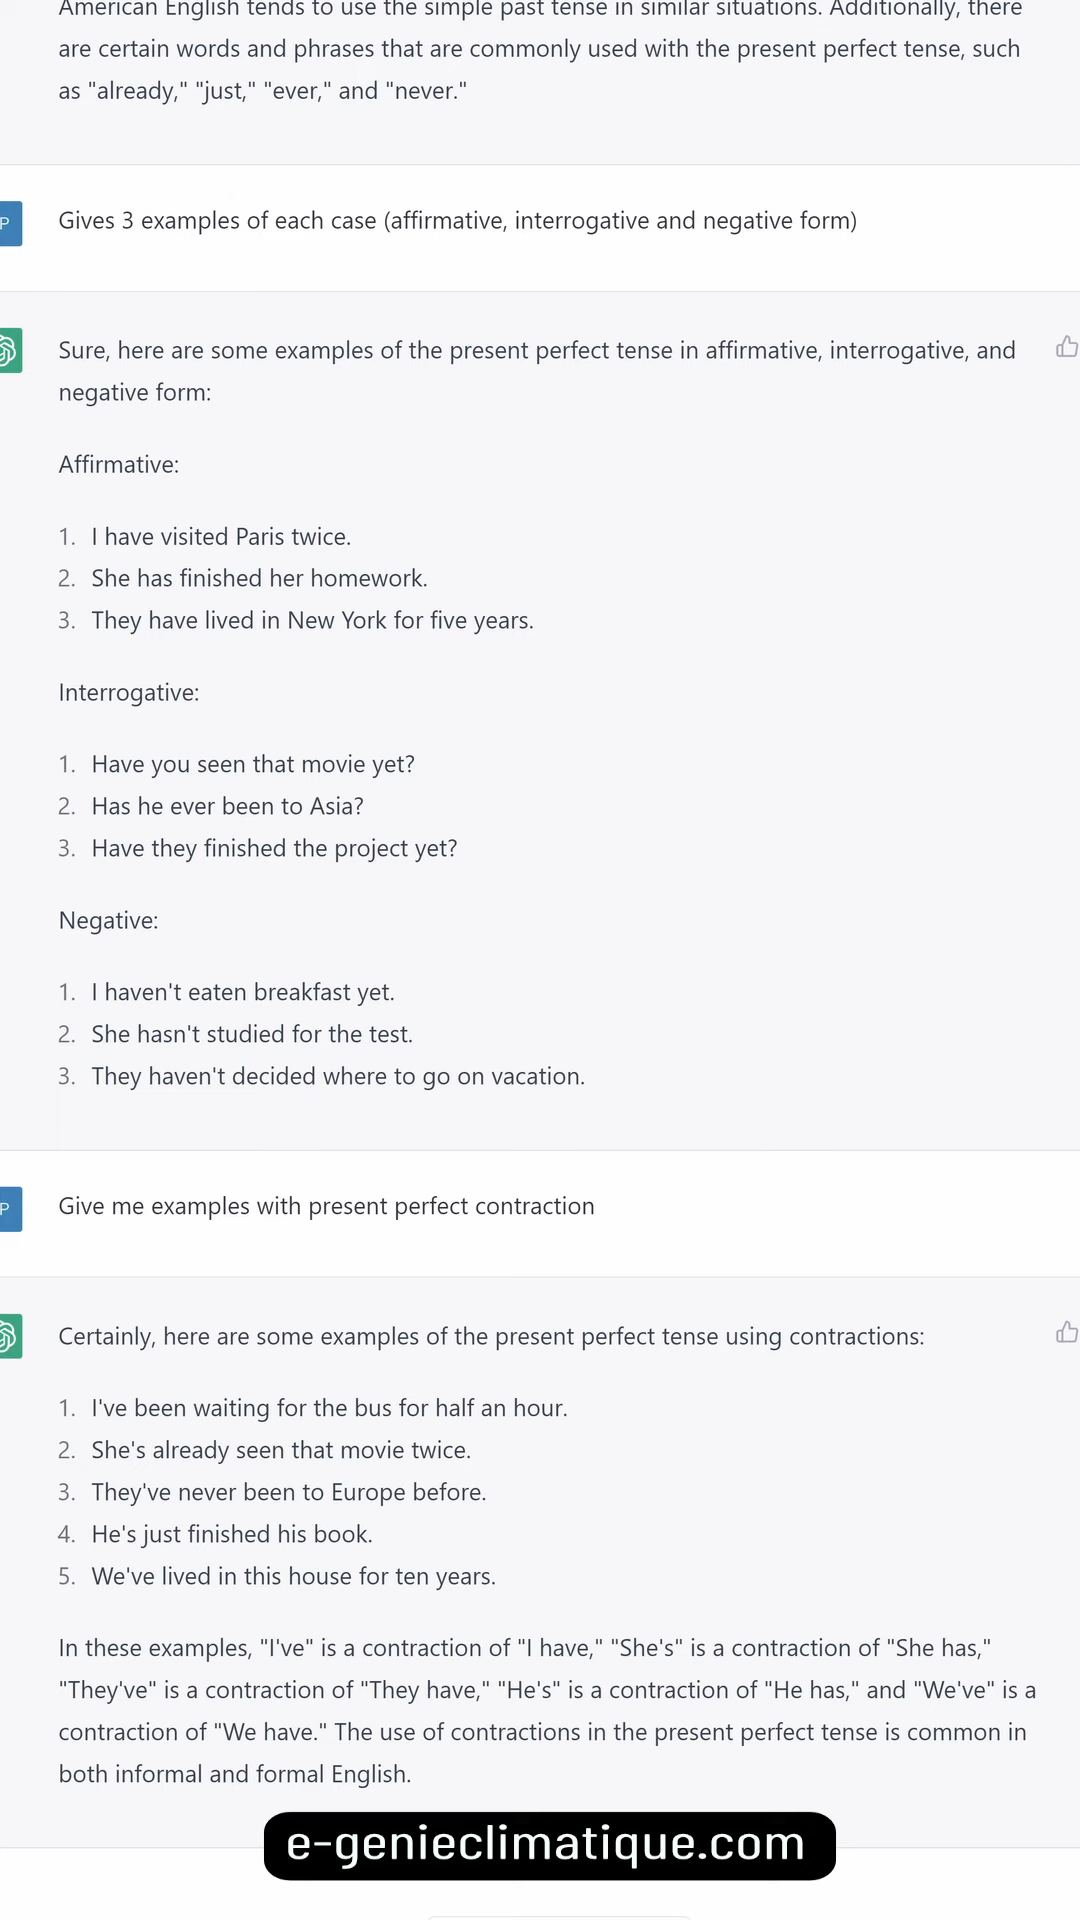 American English tends to use the simple past tense in similar situations. Additionally, there
are certain words and phrases that are commonly used with the present perfect tense, such
as "already," "just," "ever," and "never."
P
Gives 3 examples of each case (affirmative, interrogative and negative form)
Sure, here are some examples of the present perfect tense in affirmative, interrogative, and
negative form:
Affirmative:
1. I have visited Paris twice.
2. She has finished her homework.
3. They have lived in New York for five years.
Interrogative:
1. Have you seen that movie yet?
2. Has he ever been to Asia?
3. Have they finished the project yet?
Negative:
1. I haven't eaten breakfast yet.
2. She hasn't studied for the test.
3. They haven't decided where to go on vacation.
P
Give me examples with present perfect contraction
Certainly, here are some examples of the present perfect tense using contractions:
1. I've been waiting for the bus for half an hour.
2. She's already seen that movie twice.
3. They've never been to Europe before.
4. He's just finished his book.
5. We've lived in this house for ten years.
In these examples, "I've" is a contraction of "I have," "She's" is a contraction of "She has,"
"They've" is a contraction of "They have," "He's" is a contraction of "He has," and "We've" is a
contraction of "We have." The use of contractions in the present perfect tense is common in
both informal and formal English.
e-genieclimatique.com